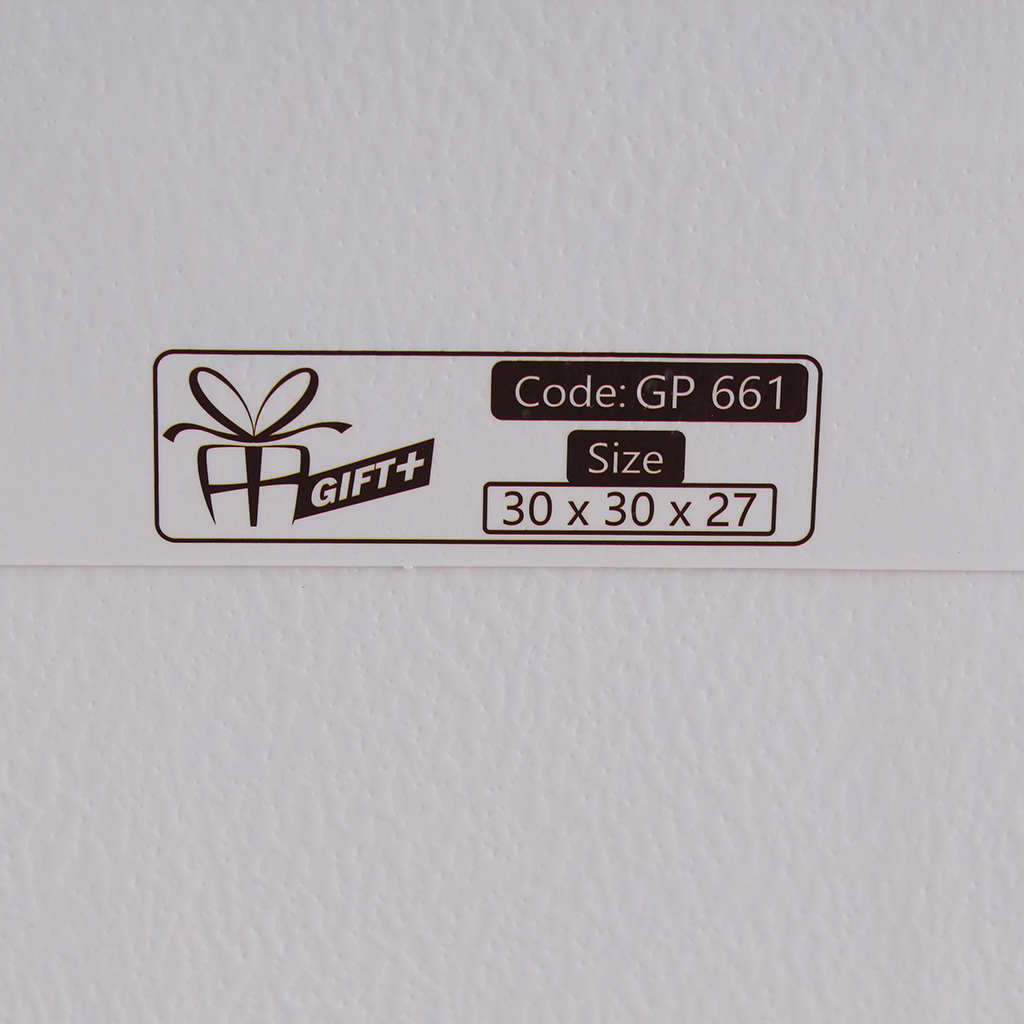 GIFT+
Code: GP 661
Size
30 x 30 x 27